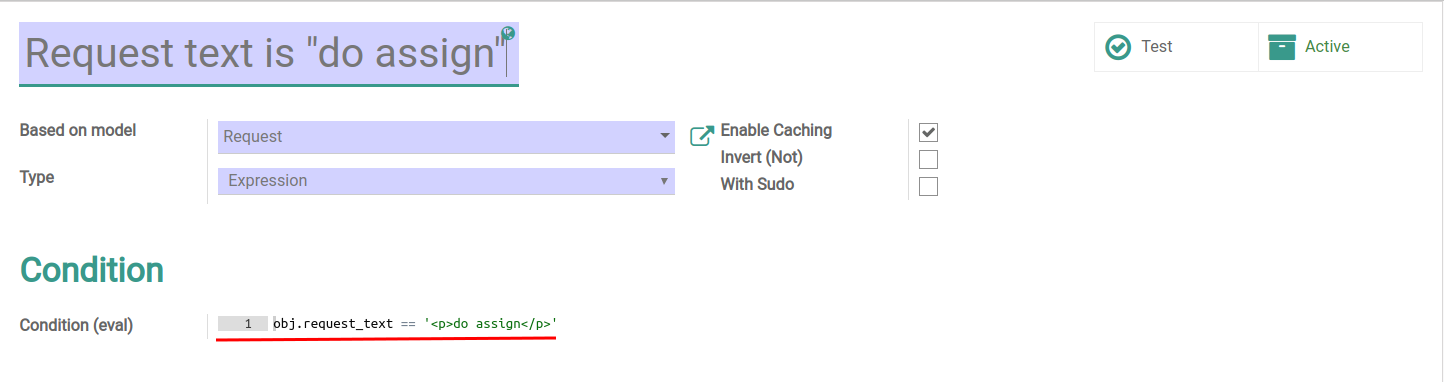 Request text is "do assign"
Test
Active
Based on model
Request
Enable Caching
Invert (Not)
Type
Expression
With Sudo
Condition
Condition (eval)
1 obj.request_text == '<p>do assign</p>'